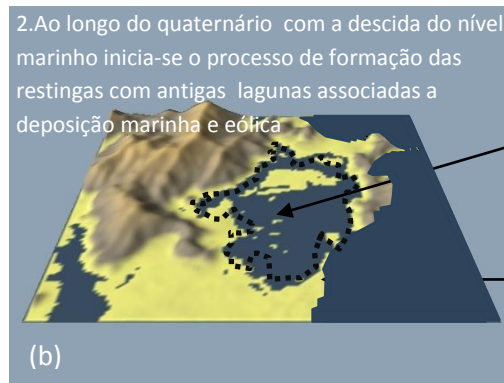 2.Ao longo do quaternário  com a descida do nível
marinho inicia-se o processo de formação das
restingas com antigas  lagunas associadas a
deposição marinha e eólica
(b)